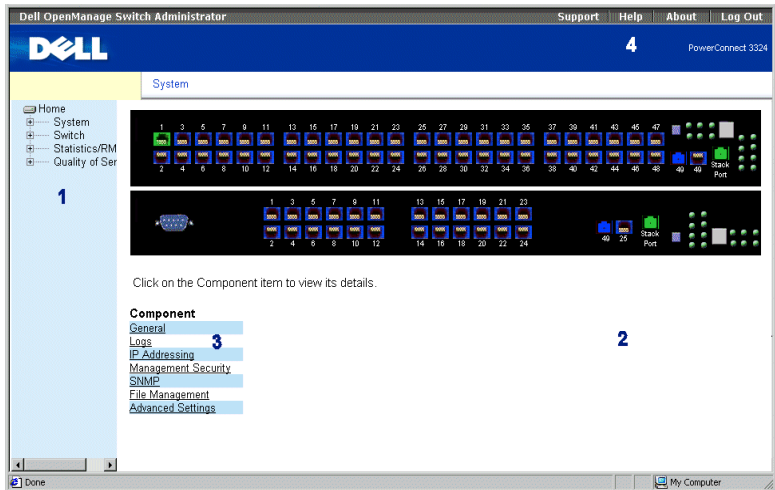 Dell OpenManage Switch Administrator Support Help About Log Out
DELL
4
PowerConnect 3324
System
Home
System
Switch
Statistics/RM
Quality of Ser
1
1 3 5 7 9 11 13 15 17 19 21 23 25 27 29 31 33 35 37 39 41 43 45 47
2 4 6 8 10 12 14 16 18 20 22 24 26 28 30 32 34 36 38 40 42 44 46 48 49 49 Stack
Port
1 3 5 7 9 11 13 15 17 19 21 23
2 4 6 8 10 12 14 16 18 20 22 24 49 25 Stack
Port
Click on the Component item to view its details.
Component
General
Logs
3
2
IP Addressing
Management Security
SNMP
File Management
Advanced Settings
Done
My Computer